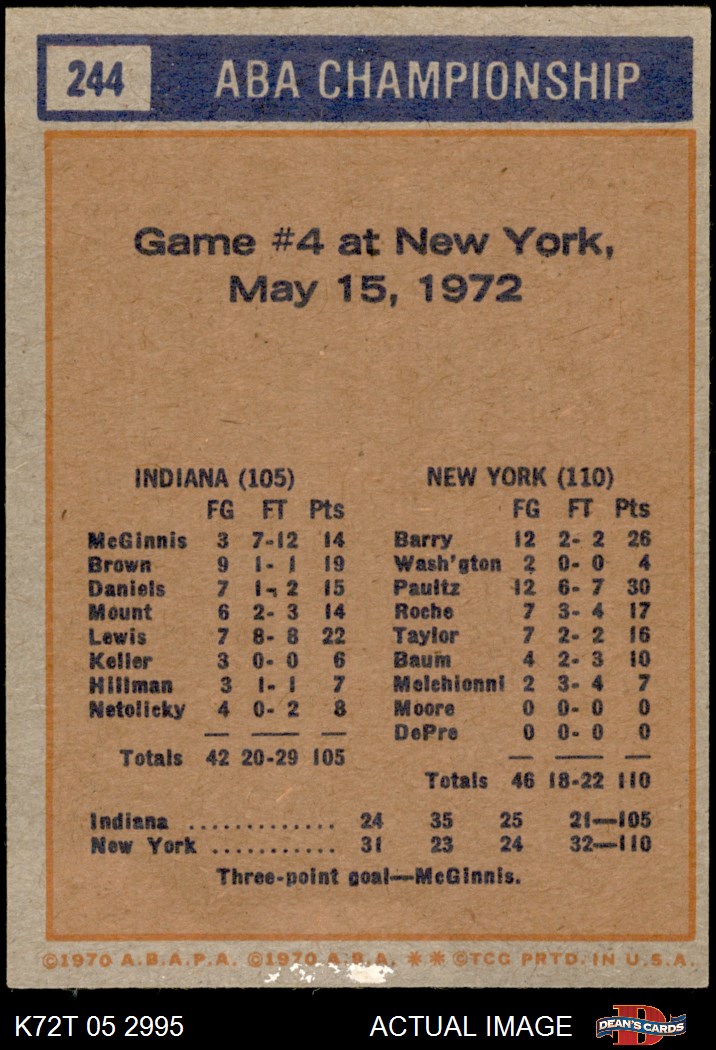 244 ABA CHAMPIONSHIP
Game #4 at New York,
May 15, 1972
INDIANA (105)
FG FT Pts
McGinnis 3 7-12 14
Brown 9 1- 1 19
Daniels 7 1- 2 15
Mount 6 2- 3 14
Lewis 7 8- 8 22
Keller 3 0- 0 6
Hillman 3 1- 1 7
Netolicky 4 0- 2 8
Totals 42 20-29 105
NEW YORK (110)
FG FT Pts
Barry 12 2- 2 26
Wash'gton 2 0- 0 4
Paultz 12 6- 7 30
Roche 7 3- 4 17
Taylor 7 2- 2 16
Baum 4 2- 3 10
Melchionni 2 3- 4 7
Moore 0 0- 0 0
DePre 0 0- 0 0
Totals 46 18-22 110
Indiana .............. 24 35 25 21—105
New York ............ 31 23 24 32—110
Three-point goal—McGinnis.
©1970 A.B.A.P.A. ©1970 A.B.A. ** ©TCG PRTD. IN U.S.A.
K72T 05 2995 ACTUAL IMAGE DEAN'S CARDS